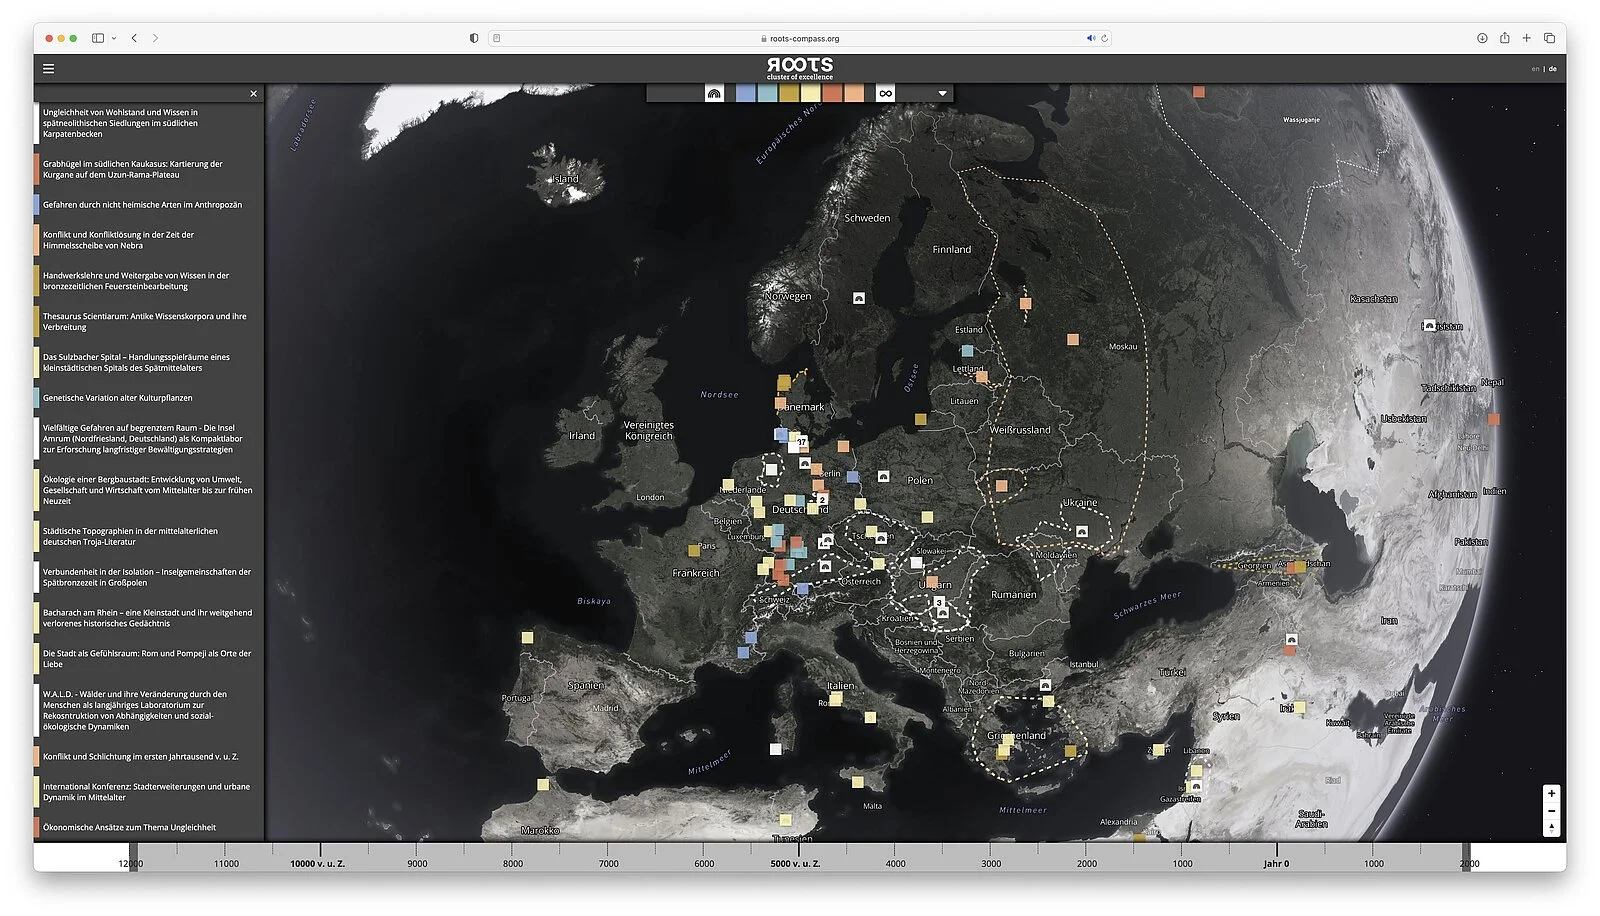 roots-compass.org
ROOTS
cluster of excellence
en | de
Ungleichheit von Wohlstand und Wissen in
spätneolithischen Siedlungen im südlichen
Karpatenbecken
Grabhügel im südlichen Kaukasus: Kartierung der
Kurgane auf dem Uzun-Rama-Plateau
Gefahren durch nicht heimische Arten im Anthropozän
Konflikt und Konfliktlösung in der Zeit der
Himmelsscheibe von Nebra
Handwerkslehre und Weitergabe von Wissen in der
bronzezeitlichen Feuersteinbearbeitung
Thesaurus Scientiarum: Antike Wissenskorpora und ihre
Verbreitung
Das Sulzbacher Spital – Handlungsspielräume eines
kleinstädtischen Spitals des Spätmittelalters
Genetische Variation alter Kulturpflanzen
Vielfältige Gefahren auf begrenztem Raum - Die Insel
Amrum (Nordfriesland, Deutschland) als Kompaktlabor
zur Erforschung langfristiger Bewältigungsstrategien
Ökologie einer Bergbaustadt: Entwicklung von Umwelt,
Gesellschaft und Wirtschaft vom Mittelalter bis zur frühen
Neuzeit
Städtische Topographien in der mittelalterlichen
deutschen Troja-Literatur
Verbundenheit in der Isolation – Inselgemeinschaften der
Spätbronzezeit in Großpolen
Bacharach am Rhein – eine Kleinstadt und ihr weitgehend
verlorenes historisches Gedächtnis
Die Stadt als Gefühlsraum: Rom und Pompeji als Orte der
Liebe
W.A.L.D. - Wälder und ihre Veränderung durch den
Menschen als langjähriges Laboratorium zur
Rekosntruktion von Abhängigkeiten und sozial-
ökologische Dynamiken
Konflikt und Schlichtung im ersten Jahrtausend v. u. Z.
International Konferenz: Stadterweiterungen und urbane
Dynamik im Mittelalter
Ökonomische Ansätze zum Thema Ungleichheit
Labradorsee
Europäisches Nord
Wassjuganje
Island
Schweden
Finnland
Norwegen
Kasachstan
Estland
Moskau
Lettland
Tadschikistan
Nepal
Nordsee
Ostsee
Litauen
Dänemark
Usbekistan
Irland
Vereinigtes
Königreich
Weißrussland
37
Lahore
Neu Delhi
Berlin
Polen
Niederlande
London
Afghanistan
Indien
2
Deutschland
Ukraine
Belgien
Luxemburg
Paris
Slowakei
Moldavien
Pakistan
Frankreich
Österreich
Ungarn
Georgien
Armenien
Mumbai
Karatschi
Rumänien
Schweiz
Biskaya
3
Schwarzes Meer
Kroatien
Iran
Bosnien und
Herzegowina
Serbien
Bulgarien
Istanbul
Montenegro
Nord-
Mazedonien
Türkei
Italien
Spanien
Portugal
Madrid
Albanien
Syrien
Kuwait
Bahrain
Vereinigte
Arabische
Emirate
Arabisches
Meer
Griechenland
Libanon
Mittelmeer
Riad
Gazastreifen
Malta
Mittelmeer
Alexandria
Saudi-
Arabien
Marokko
Tunesien
12000
11000
10000 v. u. Z.
9000
8000
7000
6000
5000 v. u. Z.
4000
3000
2000
1000
Jahr 0
1000
2000